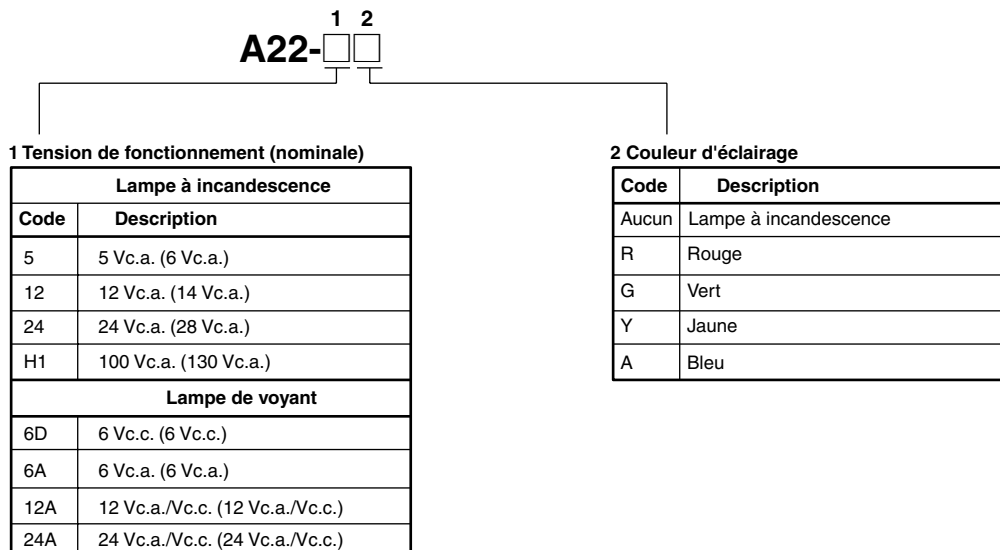 1 2
A22-
1 Tension de fonctionnement (nominale)
Lampe à incandescence
Code Description
5 5 Vc.a. (6 Vc.a.)
12 12 Vc.a. (14 Vc.a.)
24 24 Vc.a. (28 Vc.a.)
H1 100 Vc.a. (130 Vc.a.)
Lampe de voyant
6D 6 Vc.c. (6 Vc.c.)
6A 6 Vc.a. (6 Vc.a.)
12A 12 Vc.a./Vc.c. (12 Vc.a./Vc.c.)
24A 24 Vc.a./Vc.c. (24 Vc.a./Vc.c.)
2 Couleur d'éclairage
Code Description
Aucun Lampe à incandescence
R Rouge
G Vert
Y Jaune
A Bleu